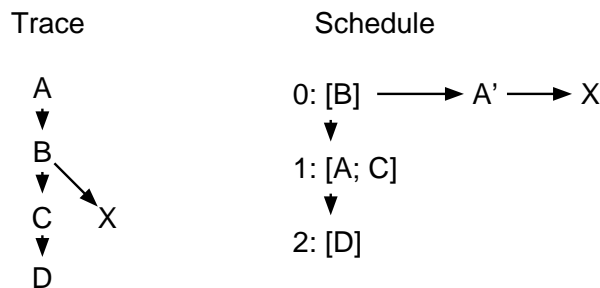 Trace
A
B
C X
D
Schedule
0: [B] A’ X
1: [A; C]
2: [D]